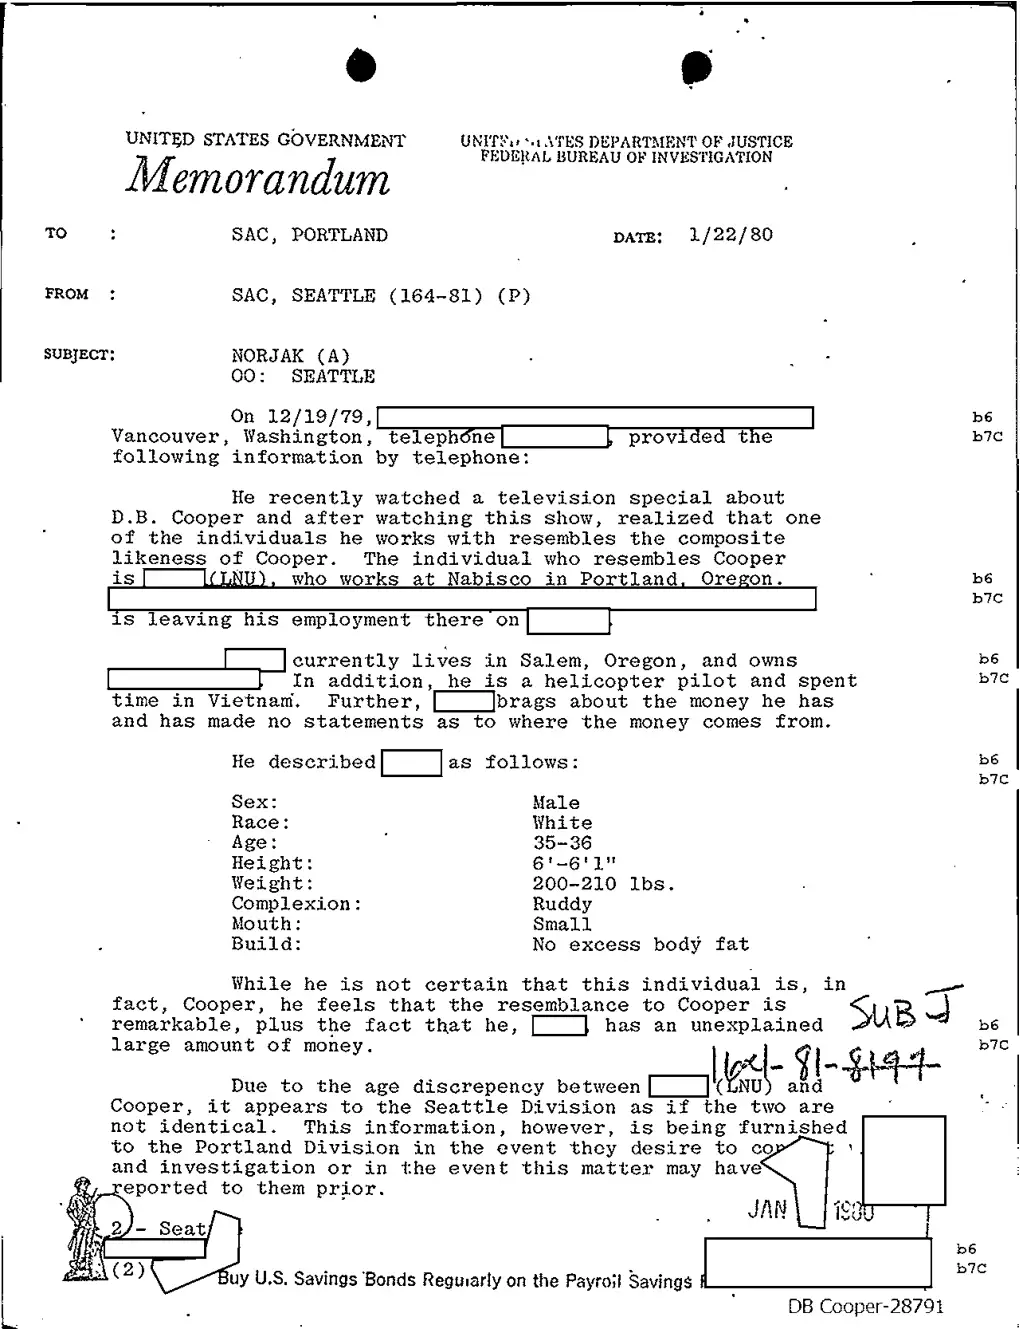 UNITED STATES GOVERNMENT
Memorandum
DEPARTMENT OF JUSTICE
FEDERAL BUREAU OF INVESTIGATION
TO : SAC, PORTLAND DATE: 1/22/80
FROM : SAC, SEATTLE (164-81) (P)
SUBJECT: NORJAK (A)
OO: SEATTLE
On 12/19/79, b6
Vancouver, Washington, telephone , provided the b7C
following information by telephone:
He recently watched a television special about
D.B. Cooper and after watching this show, realized that one
of the individuals he works with resembles the composite
likeness of Cooper. The individual who resembles Cooper
is (LNU), who works at Nabisco in Portland, Oregon. b6
b7C
is leaving his employment there on .
currently lives in Salem, Oregon, and owns b6
. In addition, he is a helicopter pilot and spent b7C
time in Vietnam. Further, brags about the money he has
and has made no statements as to where the money comes from.
He described as follows: b6
b7C
Sex: Male
Race: White
Age: 35-36
Height: 6'-6'1"
Weight: 200-210 lbs.
Complexion: Ruddy
Mouth: Small
Build: No excess body fat
While he is not certain that this individual is, in
fact, Cooper, he feels that the resemblance to Cooper is
remarkable, plus the fact that he, , has an unexplained b6
large amount of money. b7C
SUB J
164-81-8197
Due to the age discrepency between (LNU) and
Cooper, it appears to the Seattle Division as if the two are
not identical. This information, however, is being furnished
to the Portland Division in the event they desire to
and investigation or in the event this matter may have
reported to them prior.
JAN 1980
2 - Seat
(2)
b6
b7C
Buy U.S. Savings Bonds Regularly on the Payroll Savings
DB Cooper-28791